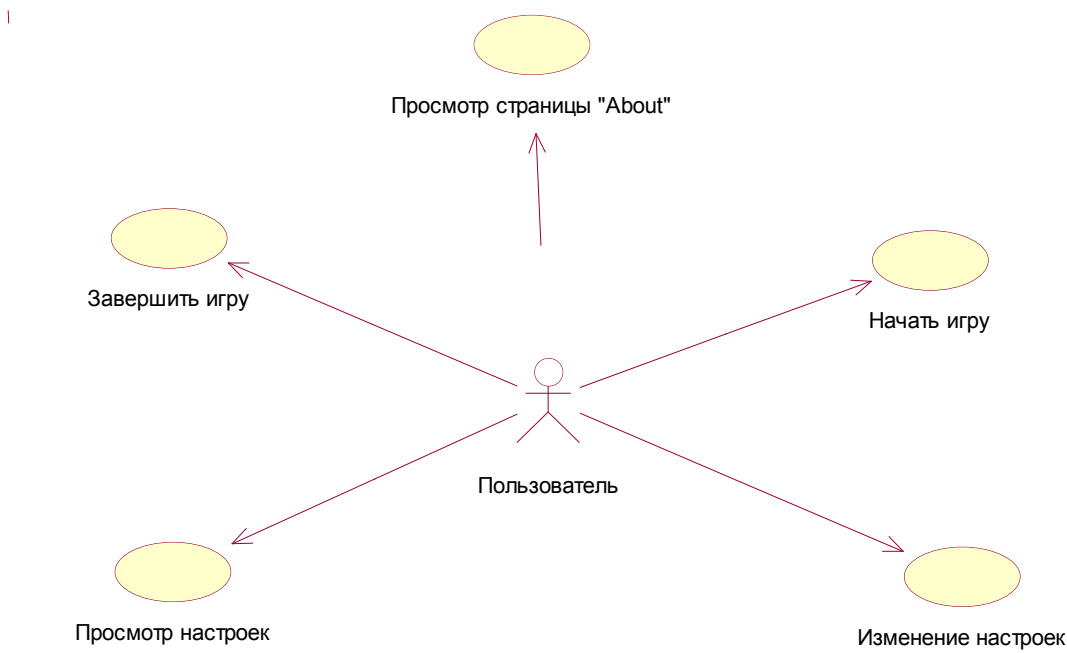 Просмотр страницы "About"
Завершить игру
Начать игру
Пользователь
Просмотр настроек
Изменение настроек